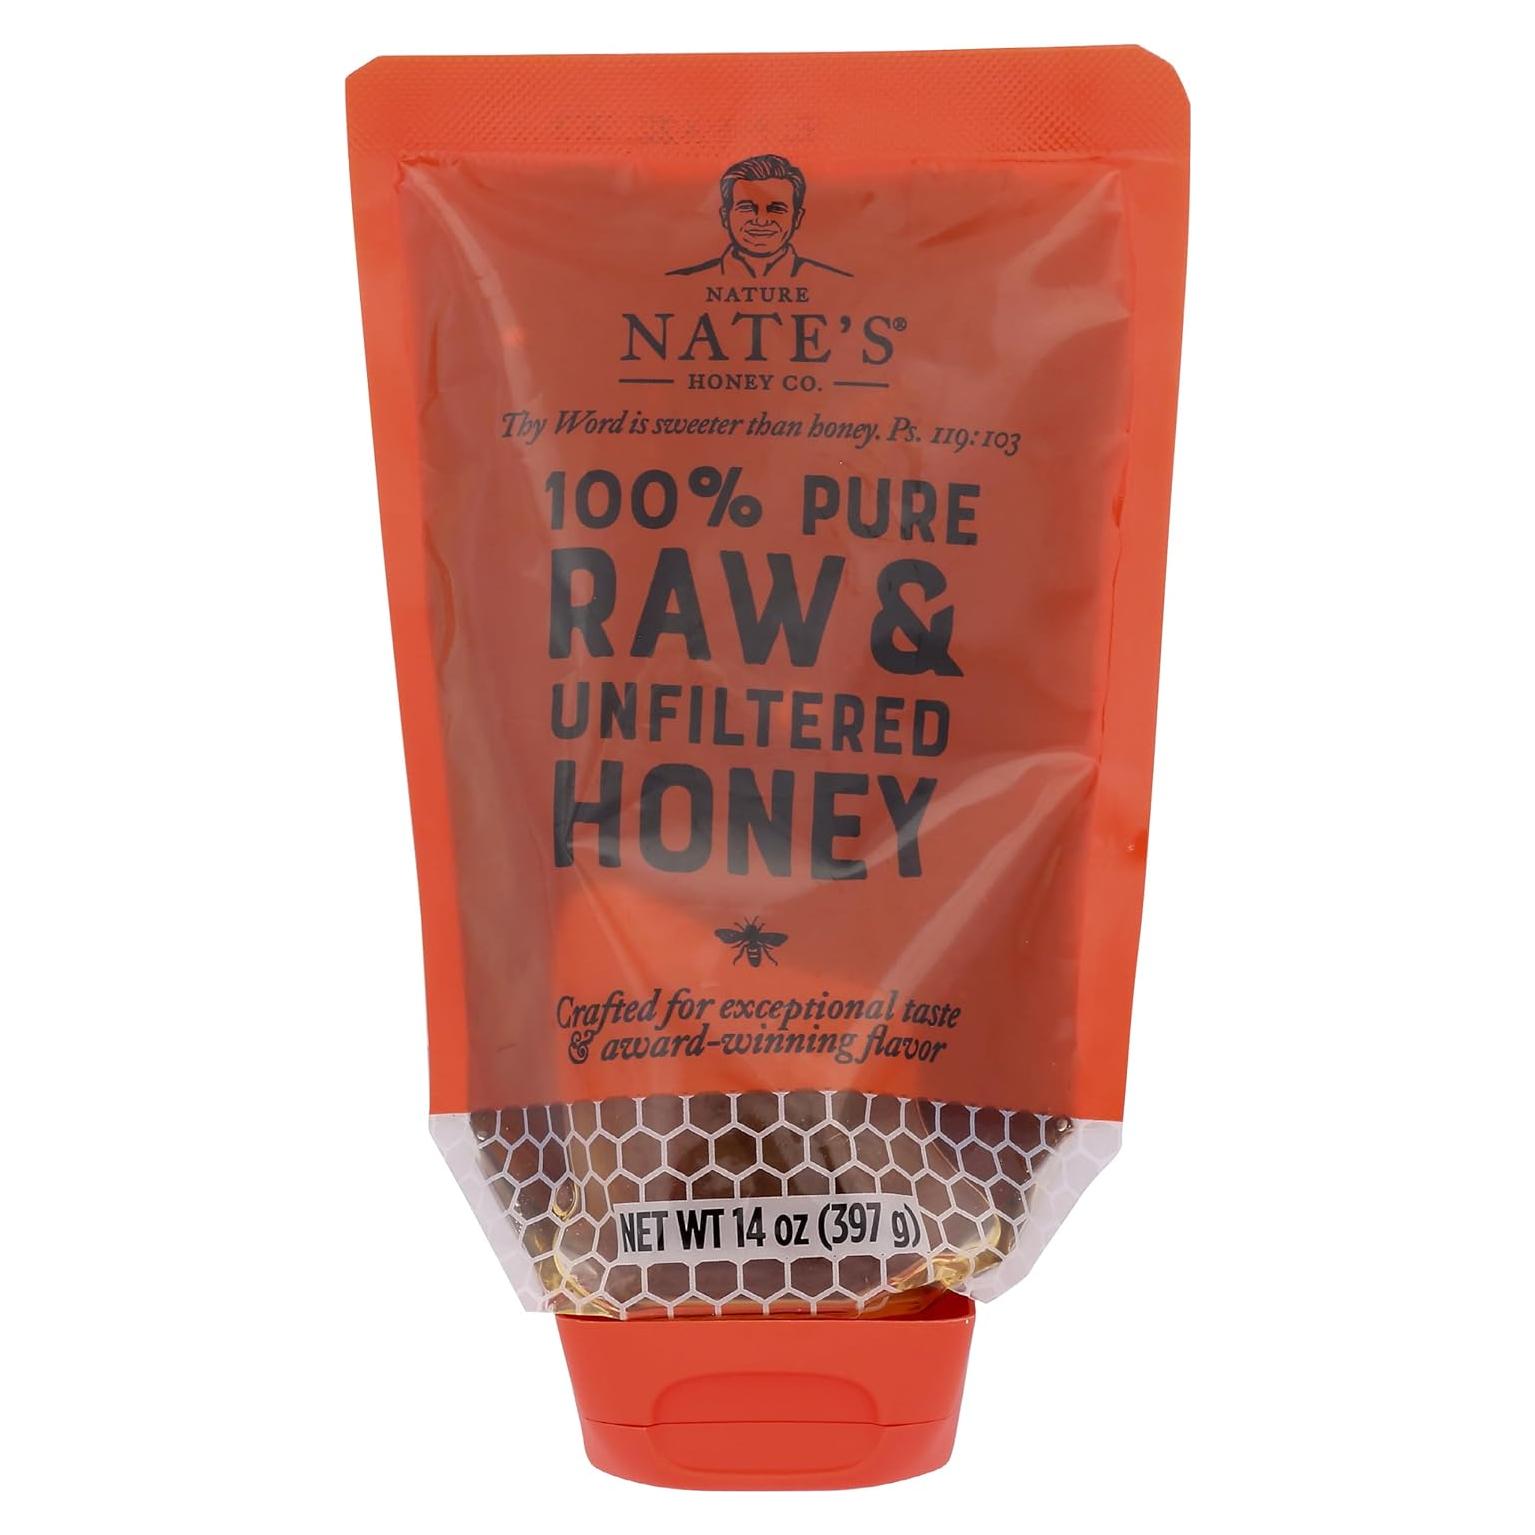 NATURE
NATE'S®
HONEY CO.
Thy Word is sweeter than honey. Ps. 119:103
100% PURE
RAW &
UNFILTERED
HONEY
Crafted for exceptional taste
& award-winning flavor
NET WT 14 oz (397 g)